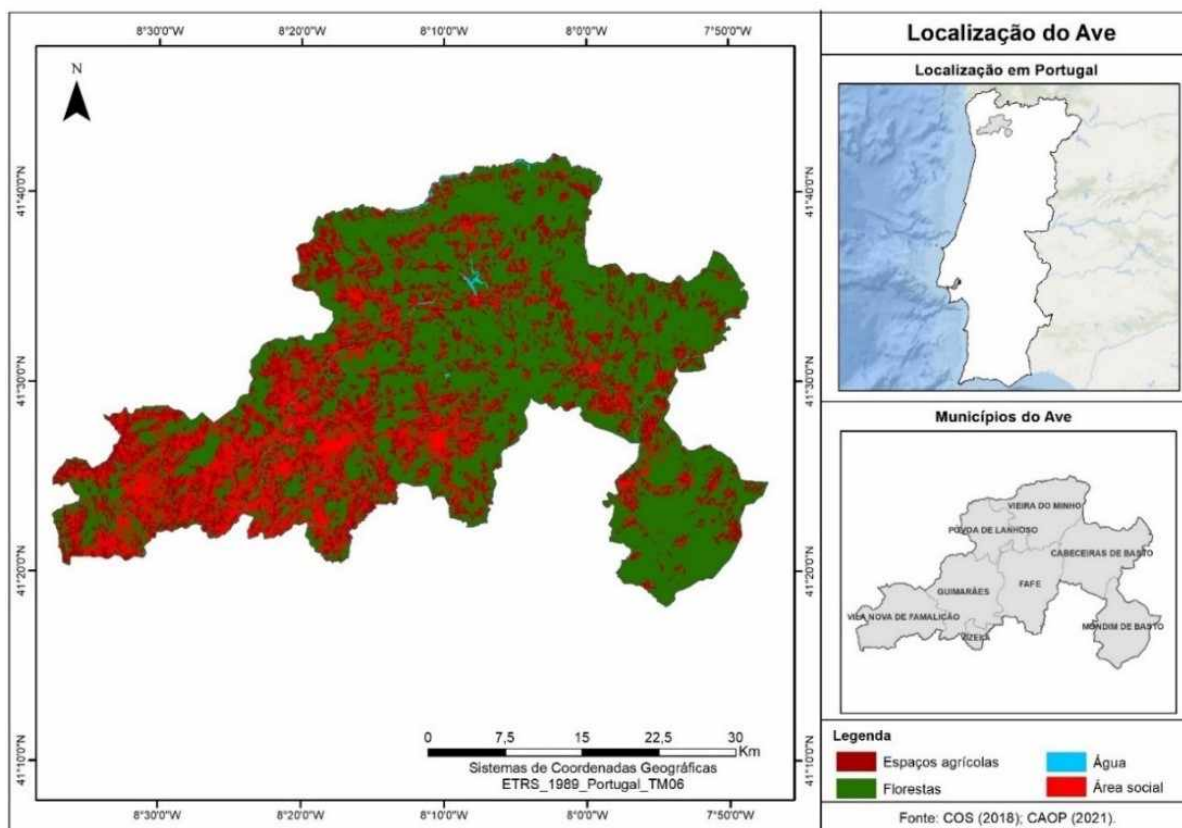 8°30'0"W 8°20'0"W 8°10'0"W 8°0'0"W 7°50'0"W
N
41°40'0"N
41°30'0"N
41°20'0"N
41°10'0"N
41°40'0"N
41°30'0"N
41°20'0"N
41°10'0"N
0 7,5 15 22,5 30
Km
Sistemas de Coordenadas Geográficas
ETRS_1989_Portugal_TM06
8°30'0"W 8°20'0"W 8°10'0"W 8°0'0"W 7°50'0"W
Localização do Ave
Localização em Portugal
Municípios do Ave
VIEIRA DO MINHO
PÓVOA DE LANHOSO
CABECEIRAS DE BASTO
FAFE
GUIMARÃES
VILA NOVA DE FAMALICÃO
MONDIM DE BASTO
VIZELA
Legenda
Espaços agrícolas
Água
Florestas
Área social
Fonte: COS (2018); CAOP (2021).